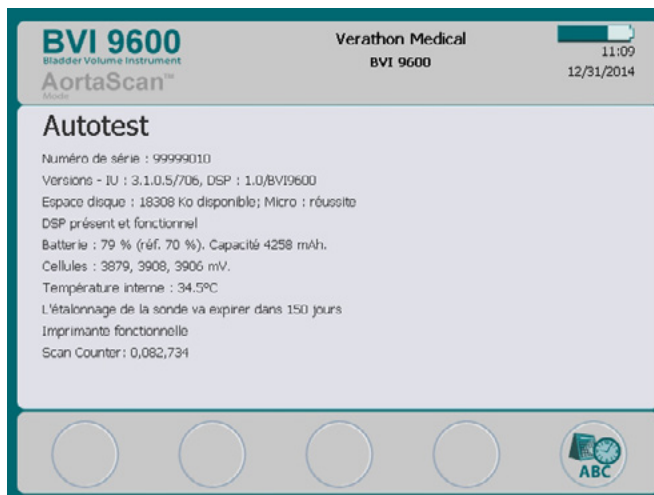 BVI 9600
Bladder Volume Instrument
AortaScan™
Mode
Verathon Medical
BVI 9600
11:09
12/31/2014
Autotest
Numéro de série : 99999010
Versions - IU : 3.1.0.5/706, DSP : 1.0/BVI9600
Espace disque : 18308 Ko disponible; Micro : réussite
DSP présent et fonctionnel
Batterie : 79 % (réf. 70 %). Capacité 4258 mAh.
Cellules : 3879, 3908, 3906 mV.
Température interne : 34.5°C
L'étalonnage de la sonde va expirer dans 150 jours
Imprimante fonctionnelle
Scan Counter: 0,082,734
ABC